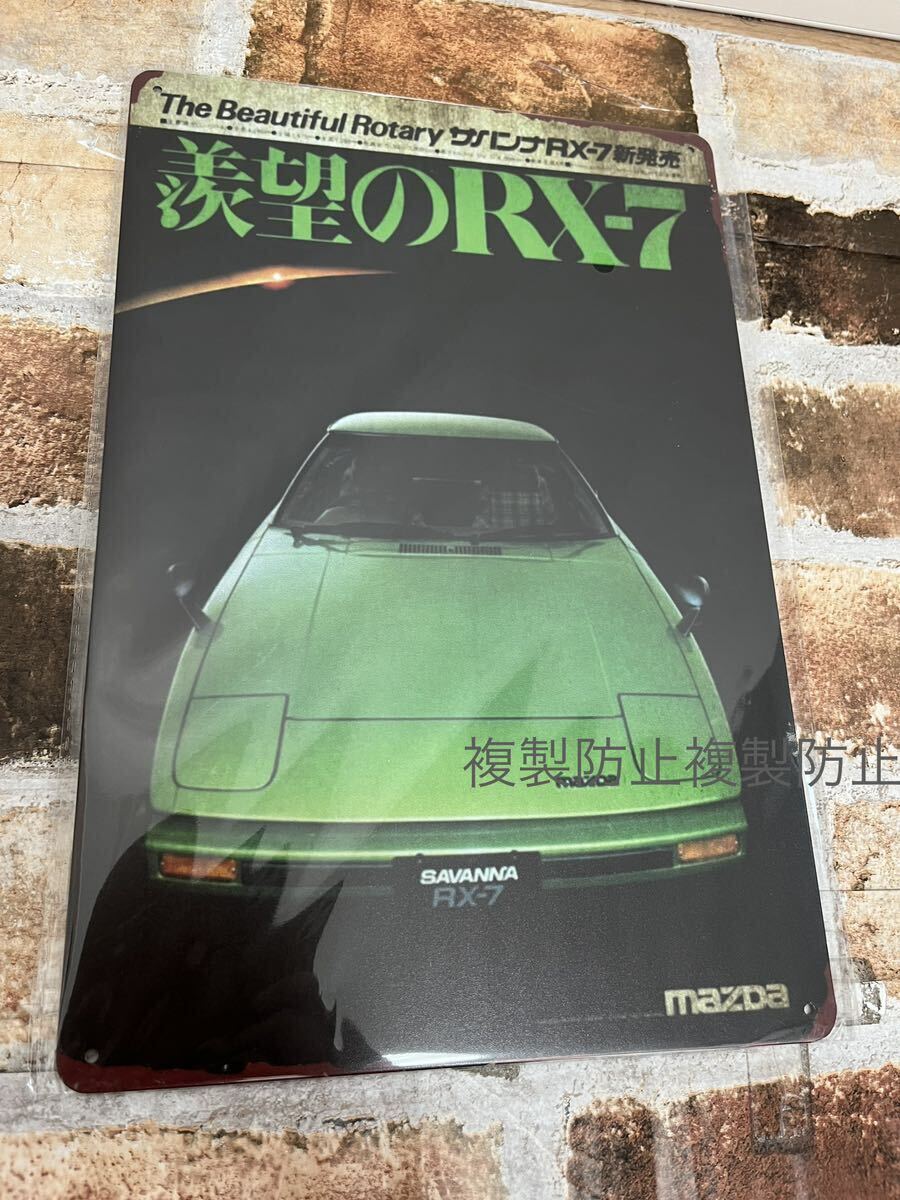 The Beautiful Rotary サバンナRX-7新発売
羨望のRX-7
mazda
複製防止複製防止
SAVANNA
RX-7
mazda